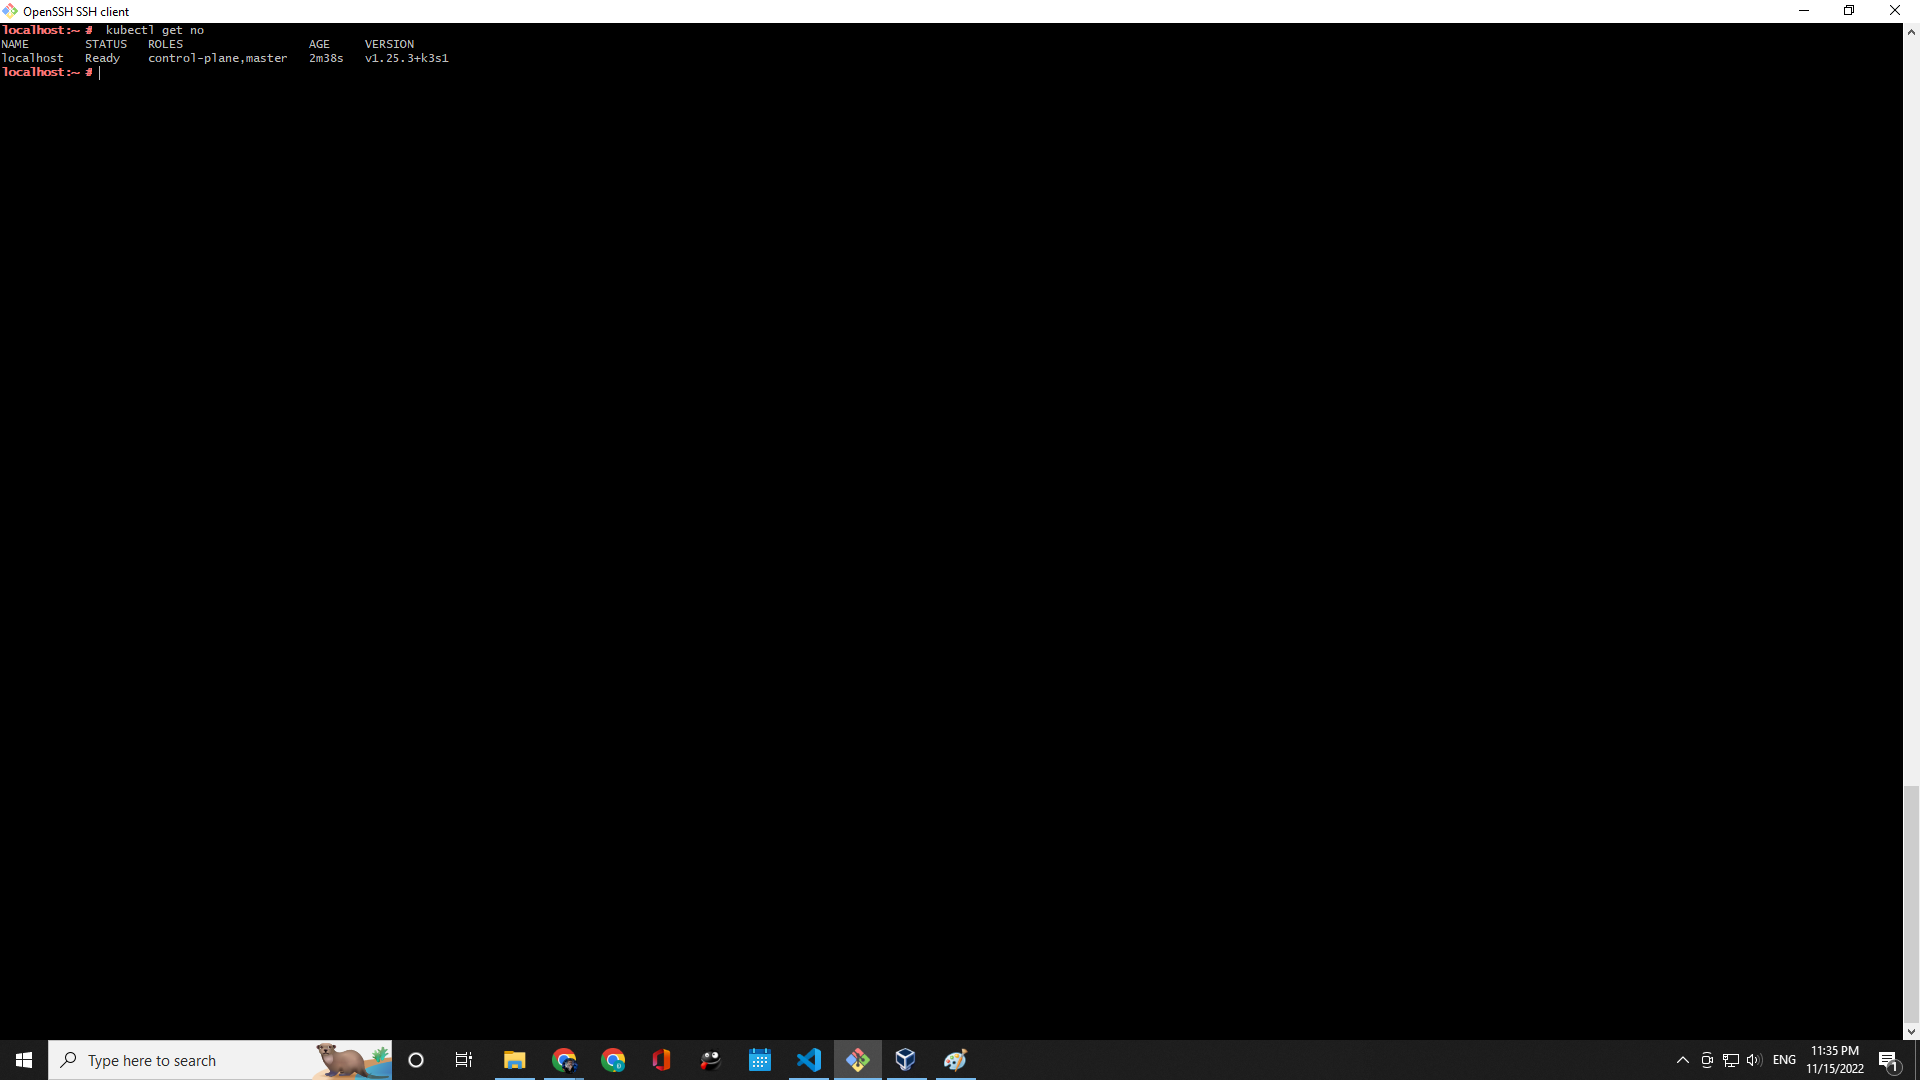 OpenSSH SSH client
localhost:~ #  kubectl get no
NAME        STATUS   ROLES                  AGE     VERSION
localhost   Ready    control-plane,master   2m38s   v1.25.3+k3s1
localhost:~ #
Type here to search
ENG
11:35 PM
11/15/2022
1